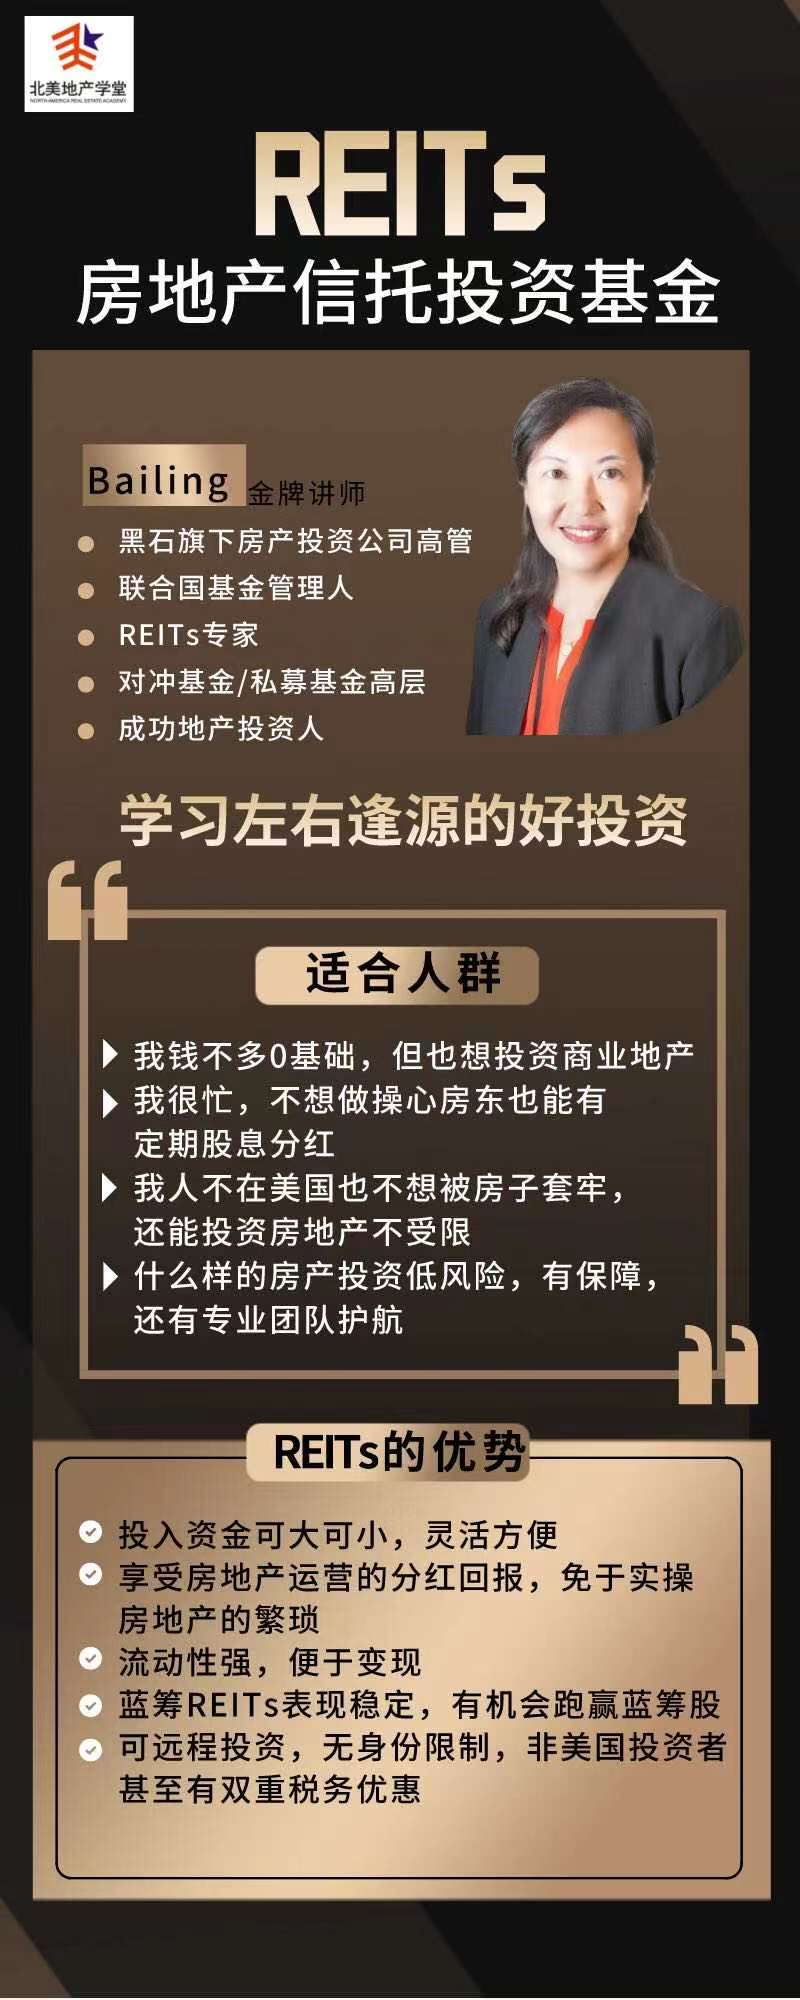 北美地产学堂
NORTH AMERICA REAL ESTATE ACADEMY
REITs
房地产信托投资基金
Bailing 金牌讲师
黑石旗下房产投资公司高管
联合国基金管理人
REITs专家
对冲基金/私募基金高层
成功地产投资人
学习左右逢源的好投资
适合人群
我钱不多0基础，但也想投资商业地产
我很忙，不想做操心房东也能有
定期股息分红
我人不在美国也不想被房子套牢，
还能投资房地产不受限
什么样的房产投资低风险，有保障，
还有专业团队护航
REITs的优势
投入资金可大可小，灵活方便
享受房地产运营的分红回报，免于实操
房地产的繁琐
流动性强，便于变现
蓝筹REITs表现稳定，有机会跑赢蓝筹股
可远程投资，无身份限制，非美国投资者
甚至有双重税务优惠